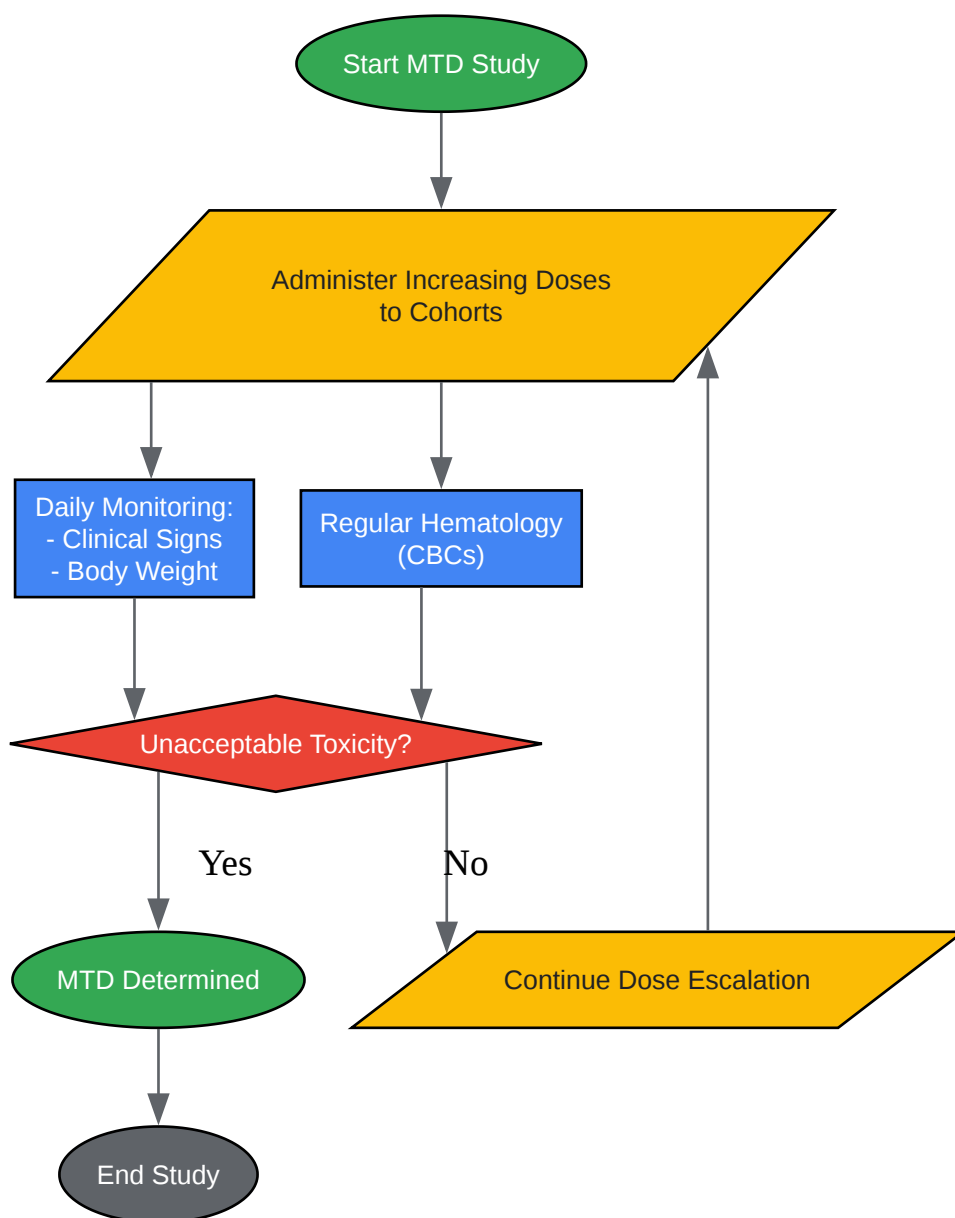 Start MTD Study
Administer Increasing Doses
to Cohorts
Daily Monitoring:
- Clinical Signs
- Body Weight
Regular Hematology
(CBCs)
Unacceptable Toxicity?
Yes
No
MTD Determined
Continue Dose Escalation
End Study